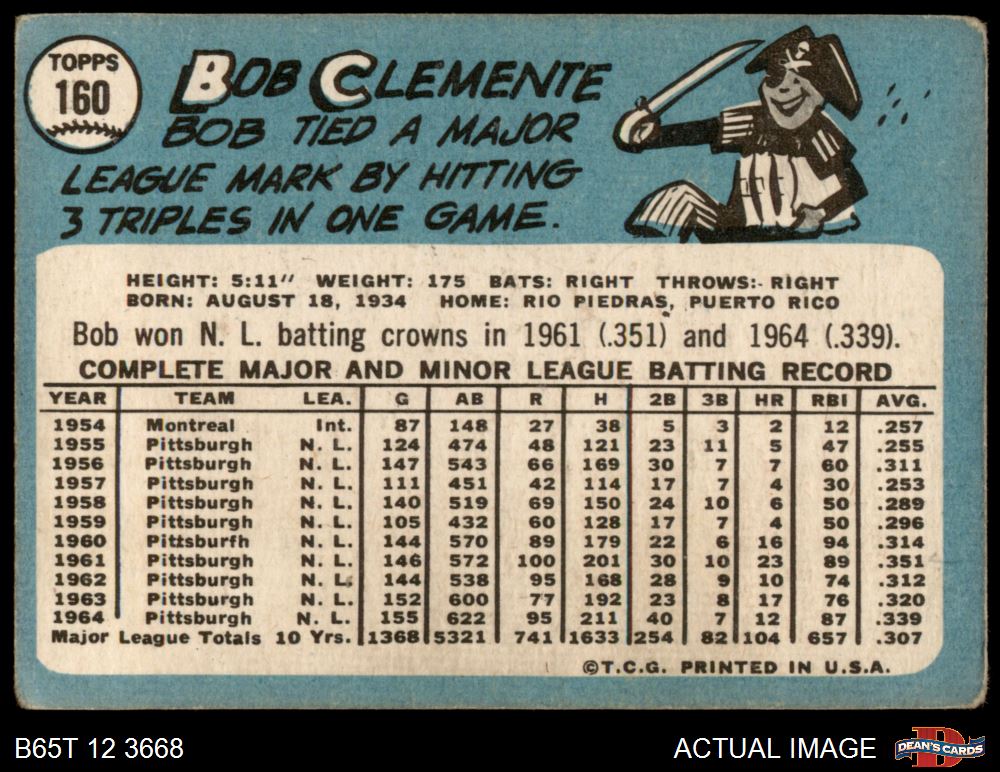 TOPPS
160
BOB CLEMENTE
BOB TIED A MAJOR
LEAGUE MARK BY HITTING
3 TRIPLES IN ONE GAME.
HEIGHT: 5:11" WEIGHT: 175 BATS: RIGHT THROWS: RIGHT
BORN: AUGUST 18, 1934 HOME: RIO PIEDRAS, PUERTO RICO
Bob won N. L. batting crowns in 1961 (.351) and 1964 (.339).
COMPLETE MAJOR AND MINOR LEAGUE BATTING RECORD
YEAR TEAM LEA. G AB R H 2B 3B HR RBI AVG.
1954 Montreal Int. 87 148 27 38 5 3 2 12 .257
1955 Pittsburgh N. L. 124 474 48 121 23 11 5 47 .255
1956 Pittsburgh N. L. 147 543 66 169 30 7 7 60 .311
1957 Pittsburgh N. L. 111 451 42 114 17 7 4 30 .253
1958 Pittsburgh N. L. 140 519 69 150 24 10 6 50 .289
1959 Pittsburgh N. L. 105 432 60 128 17 7 4 50 .296
1960 Pittsburfh N. L. 144 570 89 179 22 6 16 94 .314
1961 Pittsburgh N. L. 146 572 100 201 30 10 23 89 .351
1962 Pittsburgh N. L. 144 538 95 168 28 9 10 74 .312
1963 Pittsburgh N. L. 152 600 77 192 23 8 17 76 .320
1964 Pittsburgh N. L. 155 622 95 211 40 7 12 87 .339
Major League Totals 10 Yrs. 1368 5321 741 1633 254 82 104 657 .307
©T.C.G. PRINTED IN U.S.A.
B65T 12 3668 ACTUAL IMAGE D DEAN'S CARDS